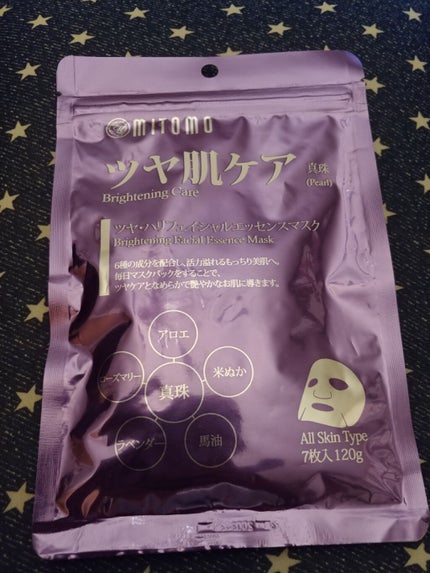 MITOMO
ツヤ肌ケア
真珠
(Pearl)
Brightening Care
ツヤ・ハリフェイシャルエッセンスマスク
Brightening Facial Essence Mask
6種の成分を配合し、活力溢れるもっちり美肌へ。
毎日マスクパックをすることで、
ツヤケアとなめらかで艶やかなお肌に導きます。
アロエ
ローズマリー
米ぬか
真珠
ラベンダー
馬油
All Skin Type
7枚入 120g